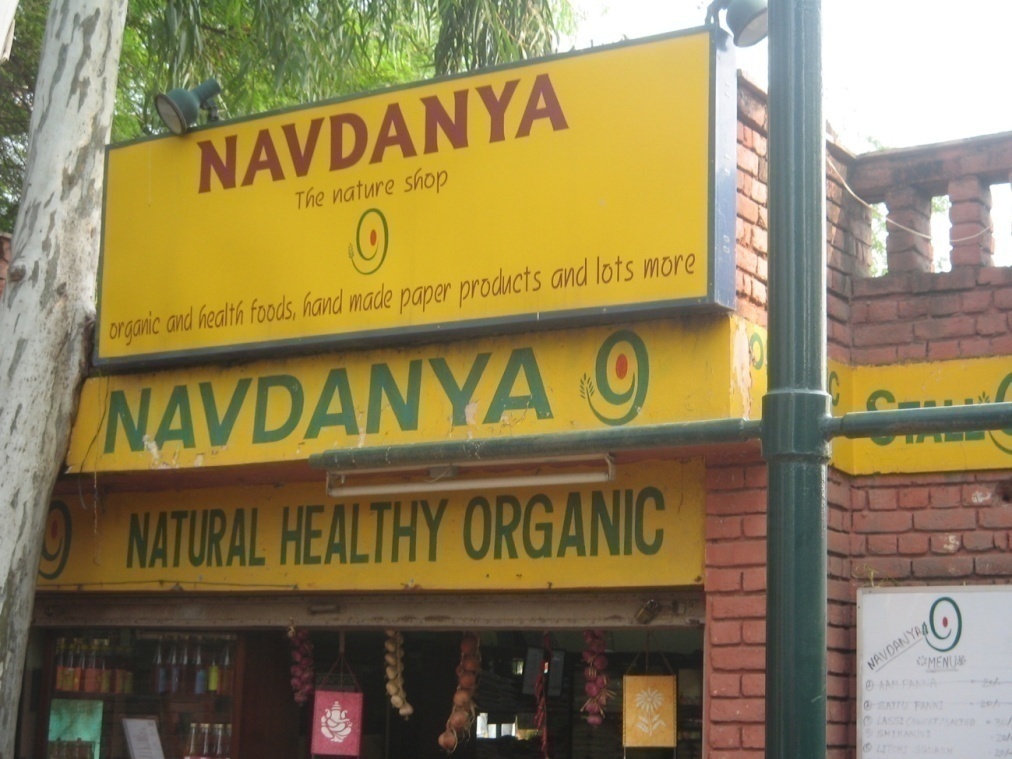 NAVDANYA
The nature shop
organic and health foods, hand made paper products and lots more
NAVDANYA
NATURAL HEALTHY ORGANIC
STALL
NAVDANYA
MENU